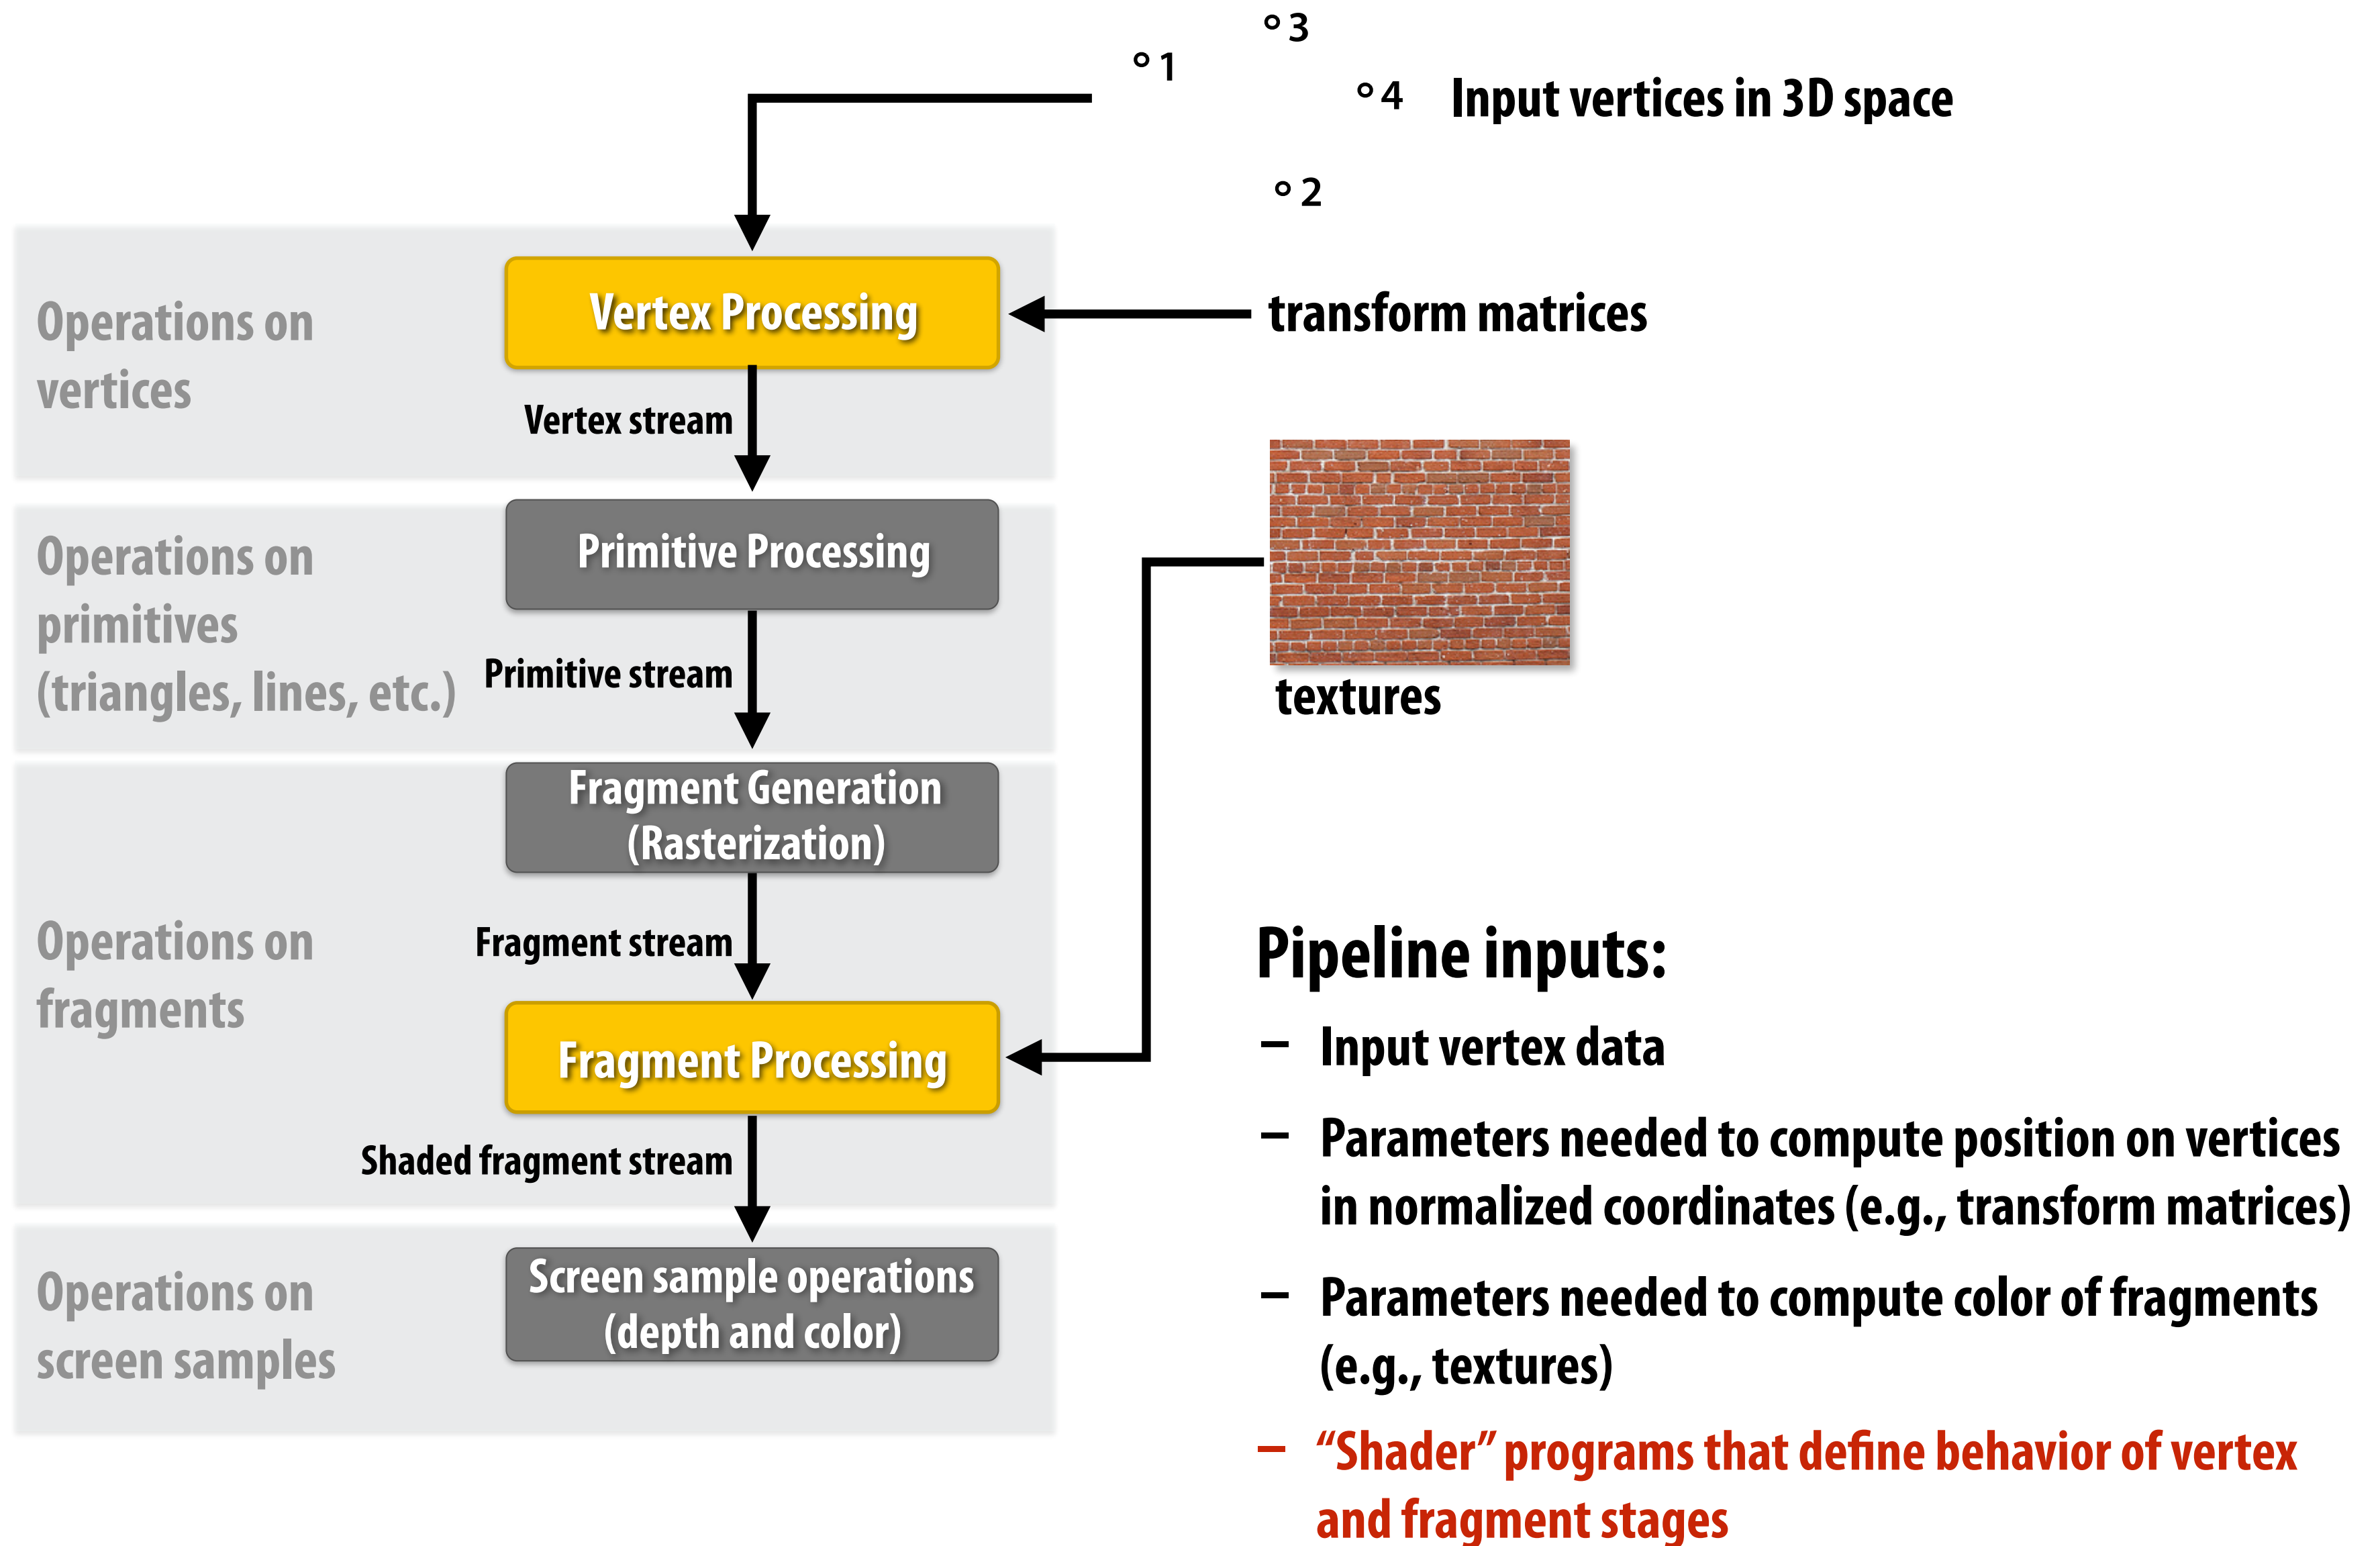 3
1
4
Input vertices in 3D space
2
Operations on
vertices
Vertex Processing
transform matrices
Vertex stream
Operations on
primitives
(triangles, lines, etc.)
Primitive Processing
Primitive stream
textures
Operations on
fragments
Fragment Generation
(Rasterization)
Fragment stream
Fragment Processing
Shaded fragment stream
Operations on
screen samples
Screen sample operations
(depth and color)
Pipeline inputs:
– Input vertex data
– Parameters needed to compute position on vertices
in normalized coordinates (e.g., transform matrices)
– Parameters needed to compute color of fragments
(e.g., textures)
– “Shader” programs that define behavior of vertex
and fragment stages